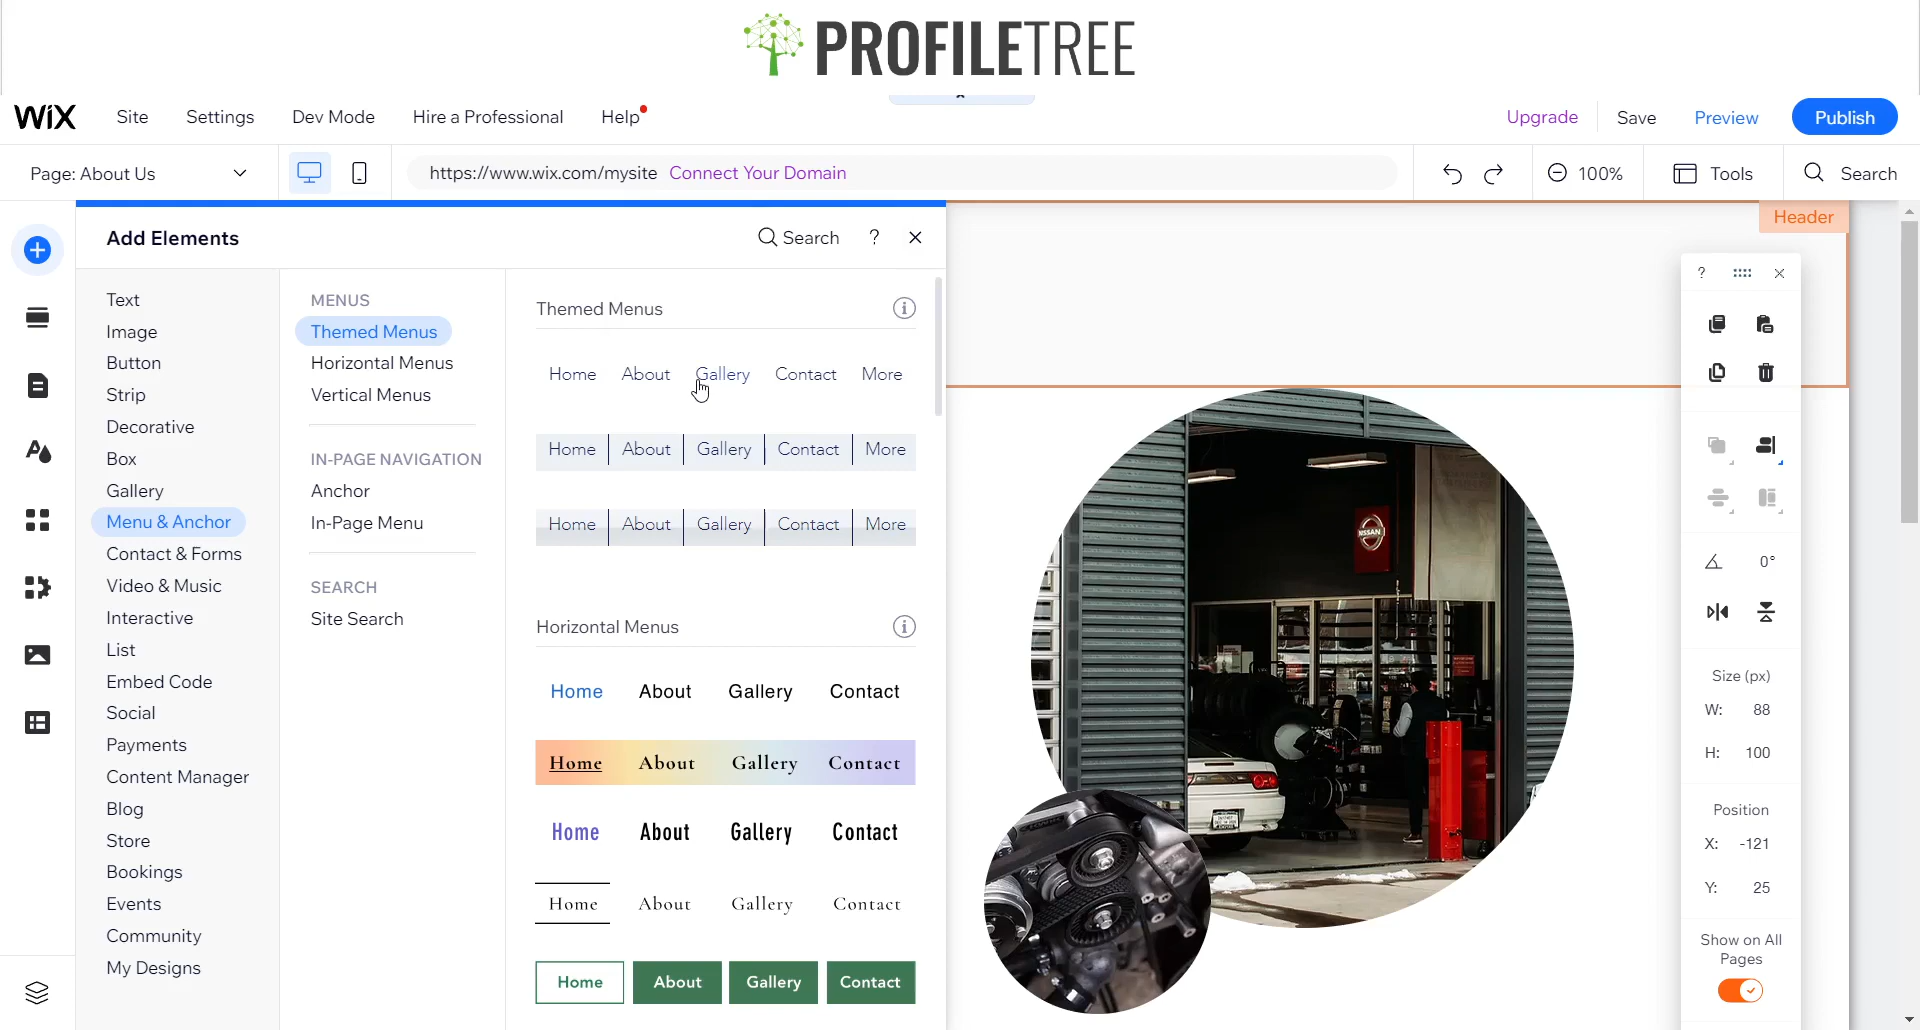 PROFILETREE
WiX Site Settings Dev Mode Hire a Professional Help Upgrade Save Preview Publish
Page: About Us https://www.wix.com/mysite Connect Your Domain 100% Tools Search
Header
Add Elements Search ?
Text
Image
Button
Strip
Decorative
Box
Gallery
Menu & Anchor
Contact & Forms
Video & Music
Interactive
List
Embed Code
Social
Payments
Content Manager
Blog
Store
Bookings
Events
Community
My Designs
MENUS
Themed Menus
Horizontal Menus
Vertical Menus
IN-PAGE NAVIGATION
Anchor
In-Page Menu
SEARCH
Site Search
Themed Menus
Home About Gallery Contact More
Home About Gallery Contact More
Home About Gallery Contact More
Horizontal Menus
Home About Gallery Contact
Home About Gallery Contact
Home About Gallery Contact
Home About Gallery Contact
Home About Gallery Contact
NISSAN
?
0°
Size (px)
W: 88
H: 100
Position
X: -121
Y: 25
Show on All
Pages